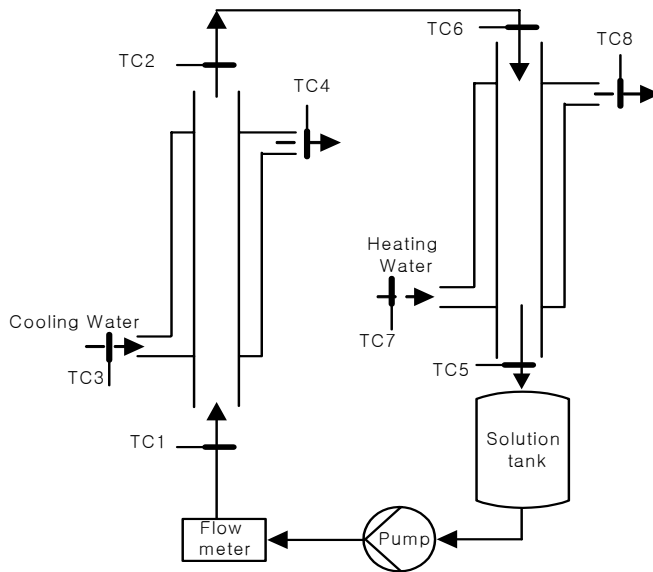 TC6
TC8
TC2
TC4
Heating
Water
Cooling Water
TC7
TC3
TC5
TC1
Solution
tank
Flow
meter
Pump